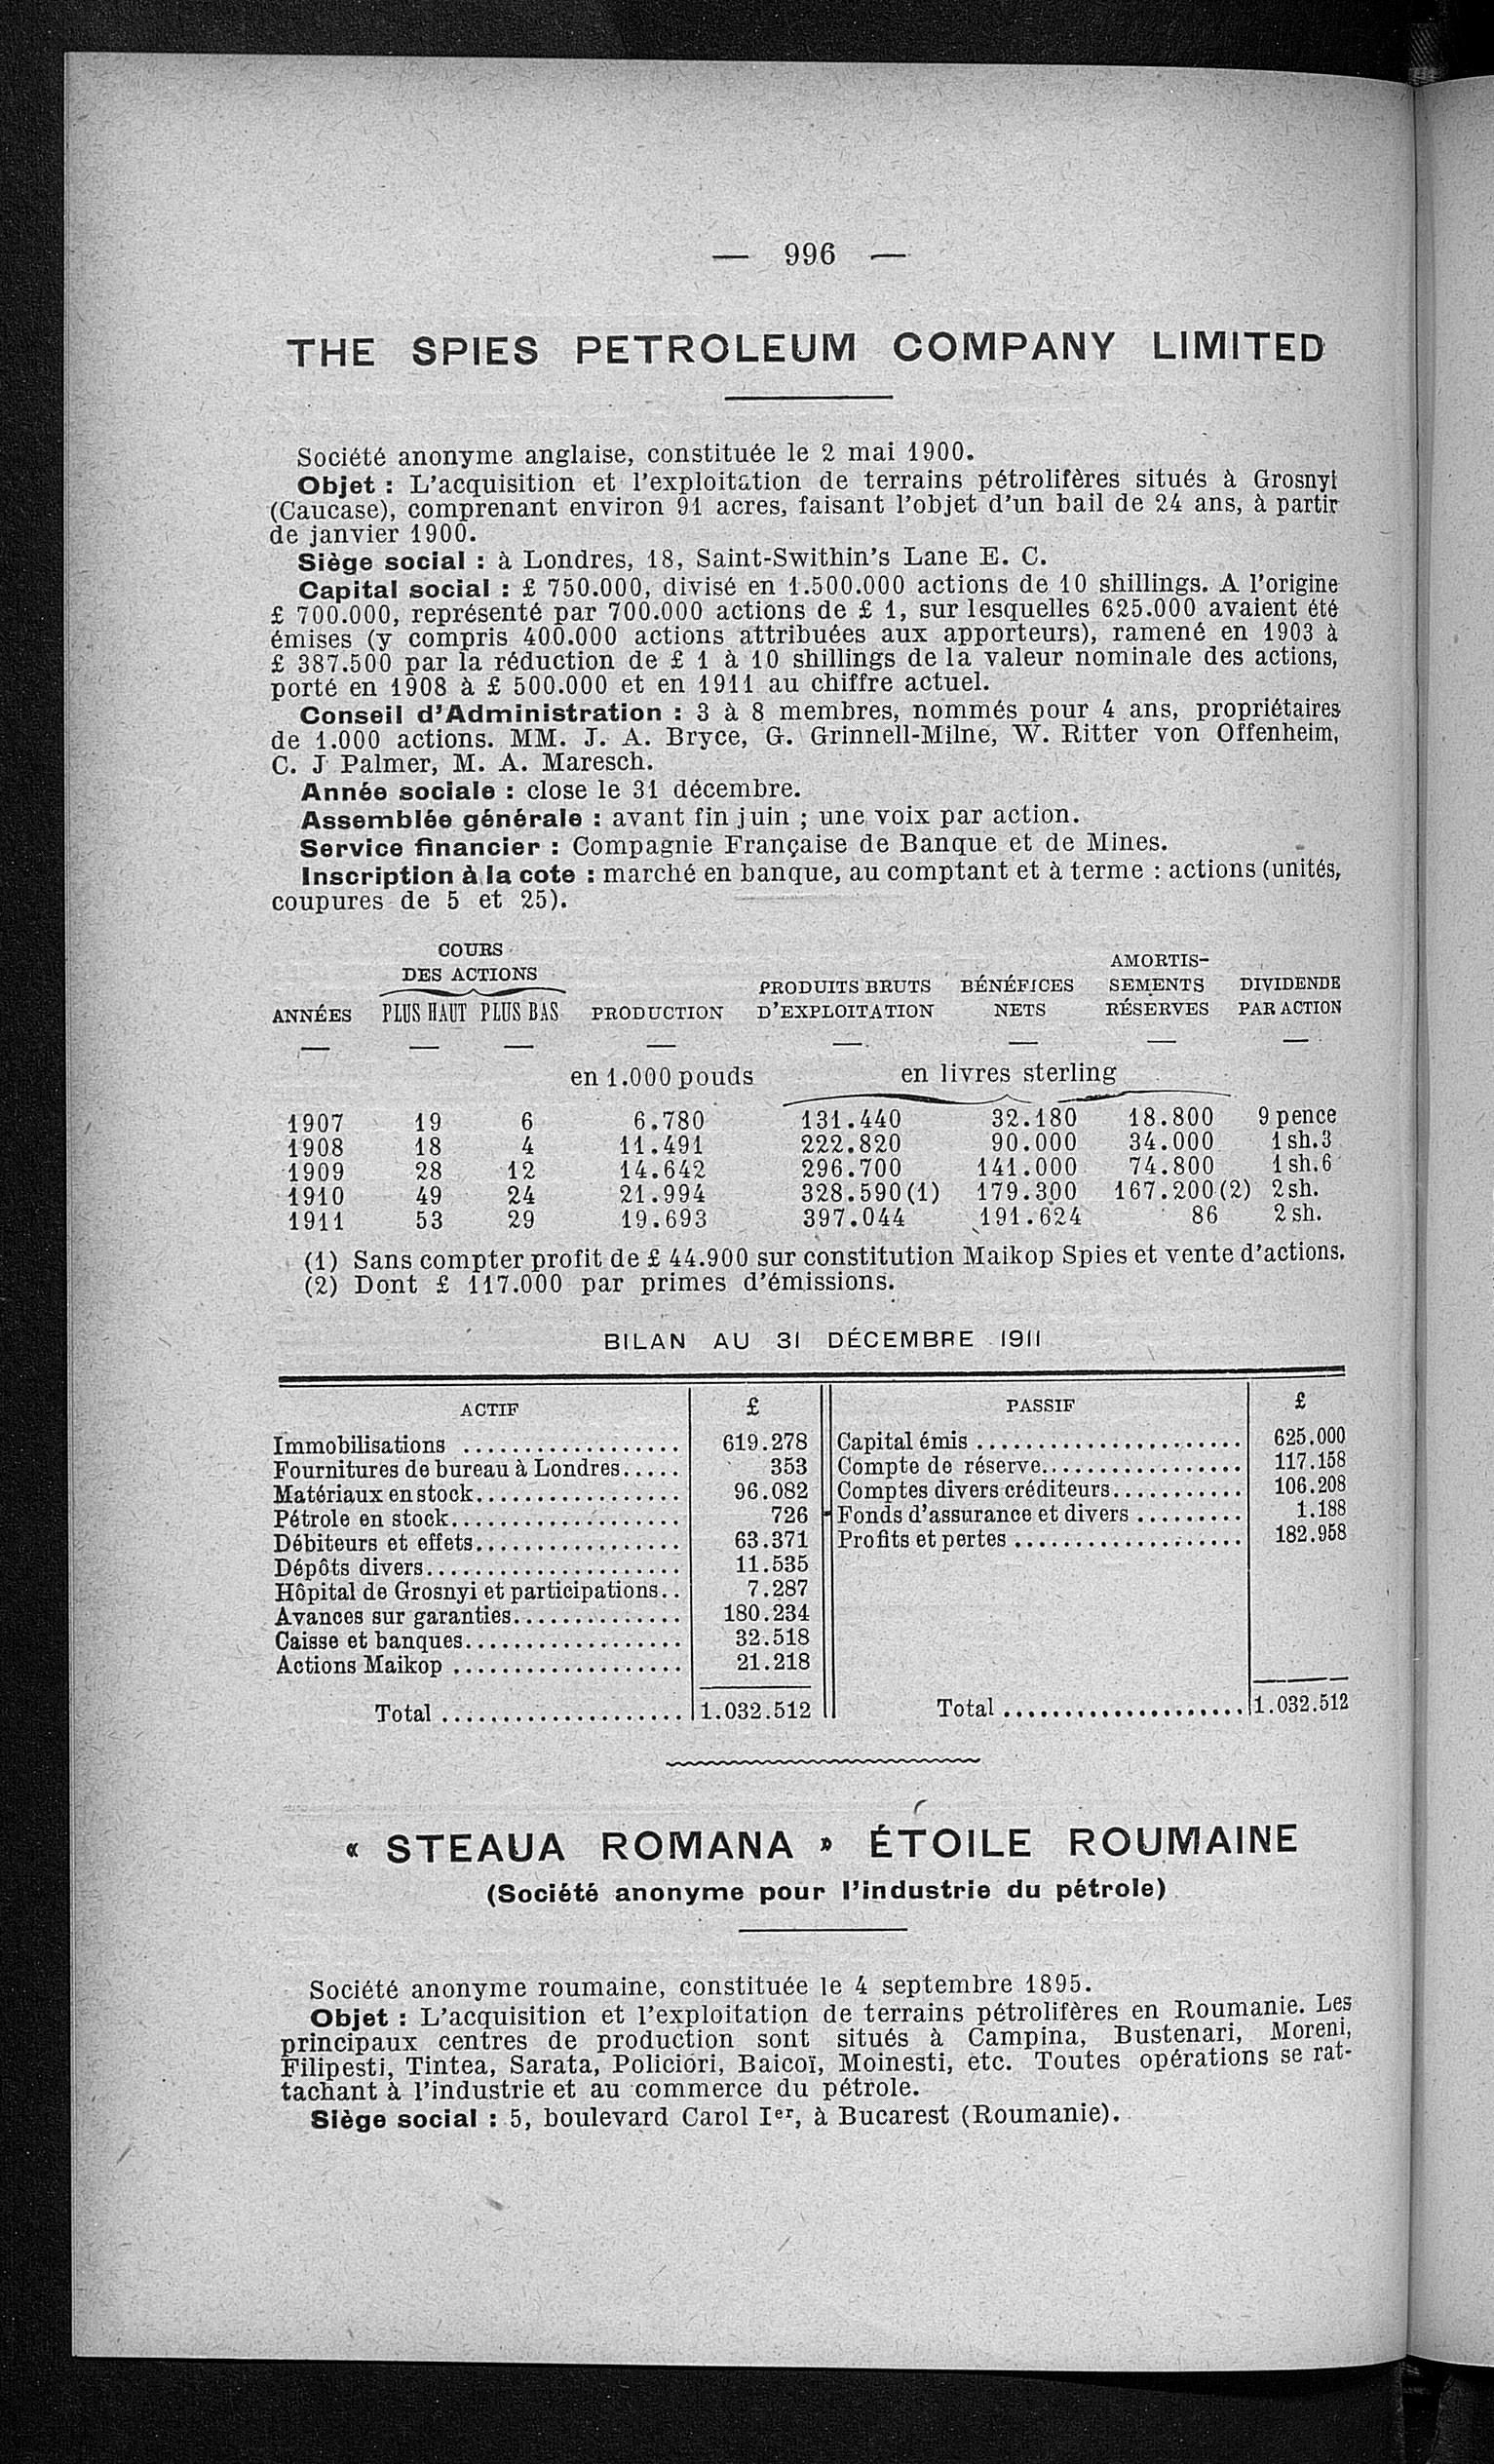 — 996 —
THE SPIES PETROLEUM COMPANY LIMITED
Société anonyme anglaise, constituée le 2 mai 1900.
Objet : L'acquisition et l'exploitation de terrains pétrolifères situés à Grosnyi
(Caucase), comprenant environ 91 acres, faisant l'objet d'un bail de 24 ans, à partir
de janvier 1900.
Siège social : à Londres, 18, Saint-Swithin's Lane E. C.
Capital social : £ 750.000, divisé en 1.500.000 actions de 10 shillings. A l'origine
£ 700.000, représenté par 700.000 actions de £ 1, sur lesquelles 625.000 avaient été
émises (y compris 400.000 actions attribuées aux apporteurs), ramené en 1903 à
£ 387.500 par la réduction de £ 1 à 10 shillings de la valeur nominale des actions,
porté en 1908 à £ 500.000 et en 1911 au chiffre actuel.
Conseil d'Administration : 3 à 8 membres, nommés pour 4 ans, propriétaires
de 1.000 actions. MM. J. A. Bryce, G. Grinnell-Milne, W. Ritter von Offenheim,
C. J Palmer, M. A. Maresch.
Année sociale : close le 31 décembre.
Assemblée générale : avant fin juin ; une voix par action.
Service financier : Compagnie Française de Banque et de Mines.
Inscription à la cote : marché en banque, au comptant et à terme : actions (unités,
coupures de 5 et 25).
COURS
DES ACTIONS AMORTIS-
PRODUITS BRUTS BÉNÉFICES SEMENTS DIVIDENDE
ANNÉES PLUS HAUT PLUS BAS PRODUCTION D'EXPLOITATION NETS RÉSERVES PAR ACTION
— — — — — — — —
en 1.000 pouds en livres sterling
1907 19 6 6.780 131.440 32.180 18.800 9 pence
1908 18 4 11.491 222.820 90.000 34.000 1 sh. 3
1909 28 12 14.642 296.700 141.000 74.800 1 sh. 6
1910 49 24 21.994 328.590 (1) 179.300 167.200 (2) 2 sh.
1911 53 29 19.693 397.044 191.624 86 2 sh.
(1) Sans compter profit de £ 44.900 sur constitution Maikop Spies et vente d'actions.
(2) Dont £ 117.000 par primes d'émissions.
BILAN AU 31 DÉCEMBRE 1911
ACTIF £ PASSIF £
Immobilisations .................. 619.278 Capital émis ...................... 625.000
Fournitures de bureau à Londres..... 353 Compte de réserve................. 117.158
Matériaux en stock................. 96.082 Comptes divers créditeurs........... 106.208
Pétrole en stock................... 726 Fonds d'assurance et divers ......... 1.188
Débiteurs et effets................. 63.371 Profits et pertes ................... 182.958
Dépôts divers..................... 11.535
Hôpital de Grosnyi et participations.. 7.287
Avances sur garanties.............. 180.234
Caisse et banques.................. 32.518
Actions Maikop ................... 21.218
Total .................... 1.032.512 Total .................... 1.032.512
« STEAUA ROMANA » ÉTOILE ROUMAINE
(Société anonyme pour l'industrie du pétrole)
Société anonyme roumaine, constituée le 4 septembre 1895.
Objet : L'acquisition et l'exploitation de terrains pétrolifères en Roumanie. Les
principaux centres de production sont situés à Campina, Bustenari, Moreni,
Filipesti, Tintea, Sarata, Policiori, Baicoï, Moinesti, etc. Toutes opérations se rat-
tachant à l'industrie et au commerce du pétrole.
Siège social : 5, boulevard Carol Ier, à Bucarest (Roumanie).